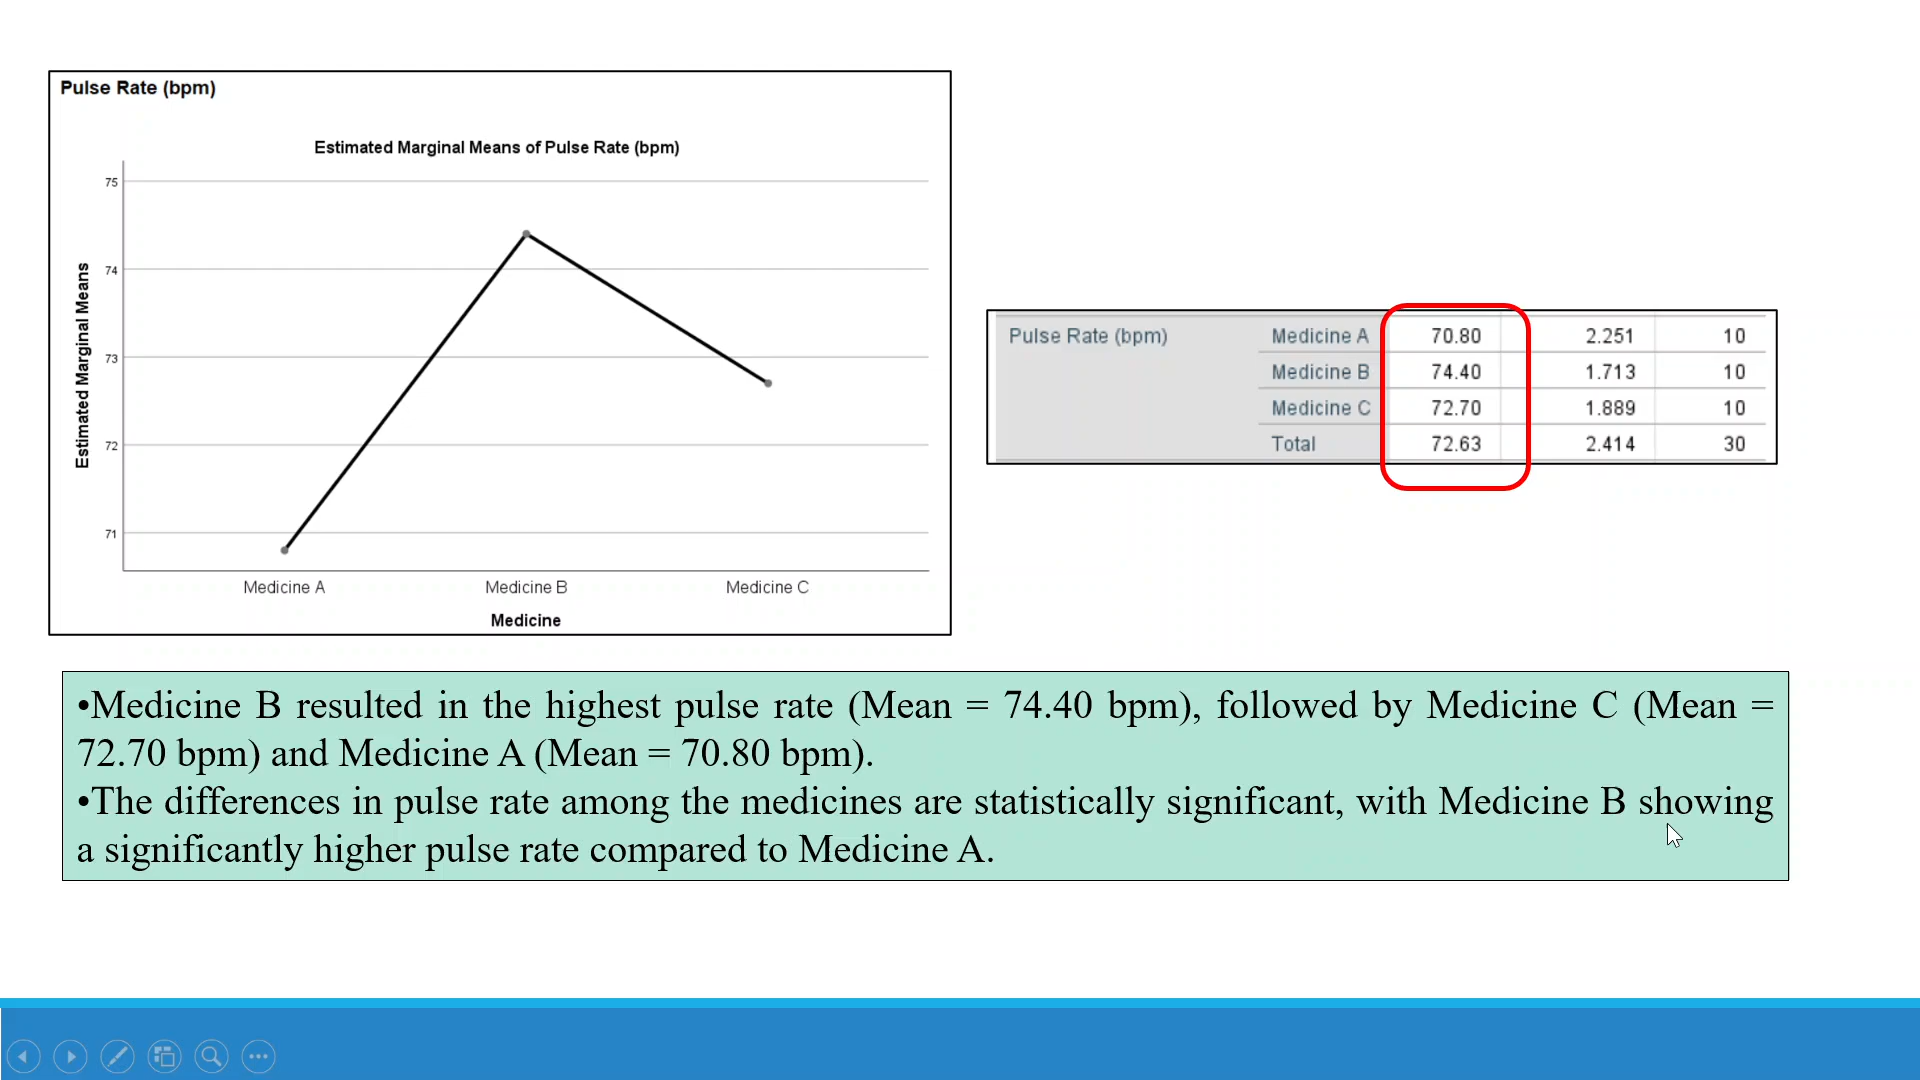 Pulse Rate (bpm)
Estimated Marginal Means of Pulse Rate (bpm)
75
74
73
72
71
Estimated Marginal Means
Medicine A Medicine B Medicine C
Medicine
Pulse Rate (bpm) Medicine A 70.80 2.251 10
Medicine B 74.40 1.713 10
Medicine C 72.70 1.889 10
Total 72.63 2.414 30
•Medicine B resulted in the highest pulse rate (Mean = 74.40 bpm), followed by Medicine C (Mean =
72.70 bpm) and Medicine A (Mean = 70.80 bpm).
•The differences in pulse rate among the medicines are statistically significant, with Medicine B showing
a significantly higher pulse rate compared to Medicine A.